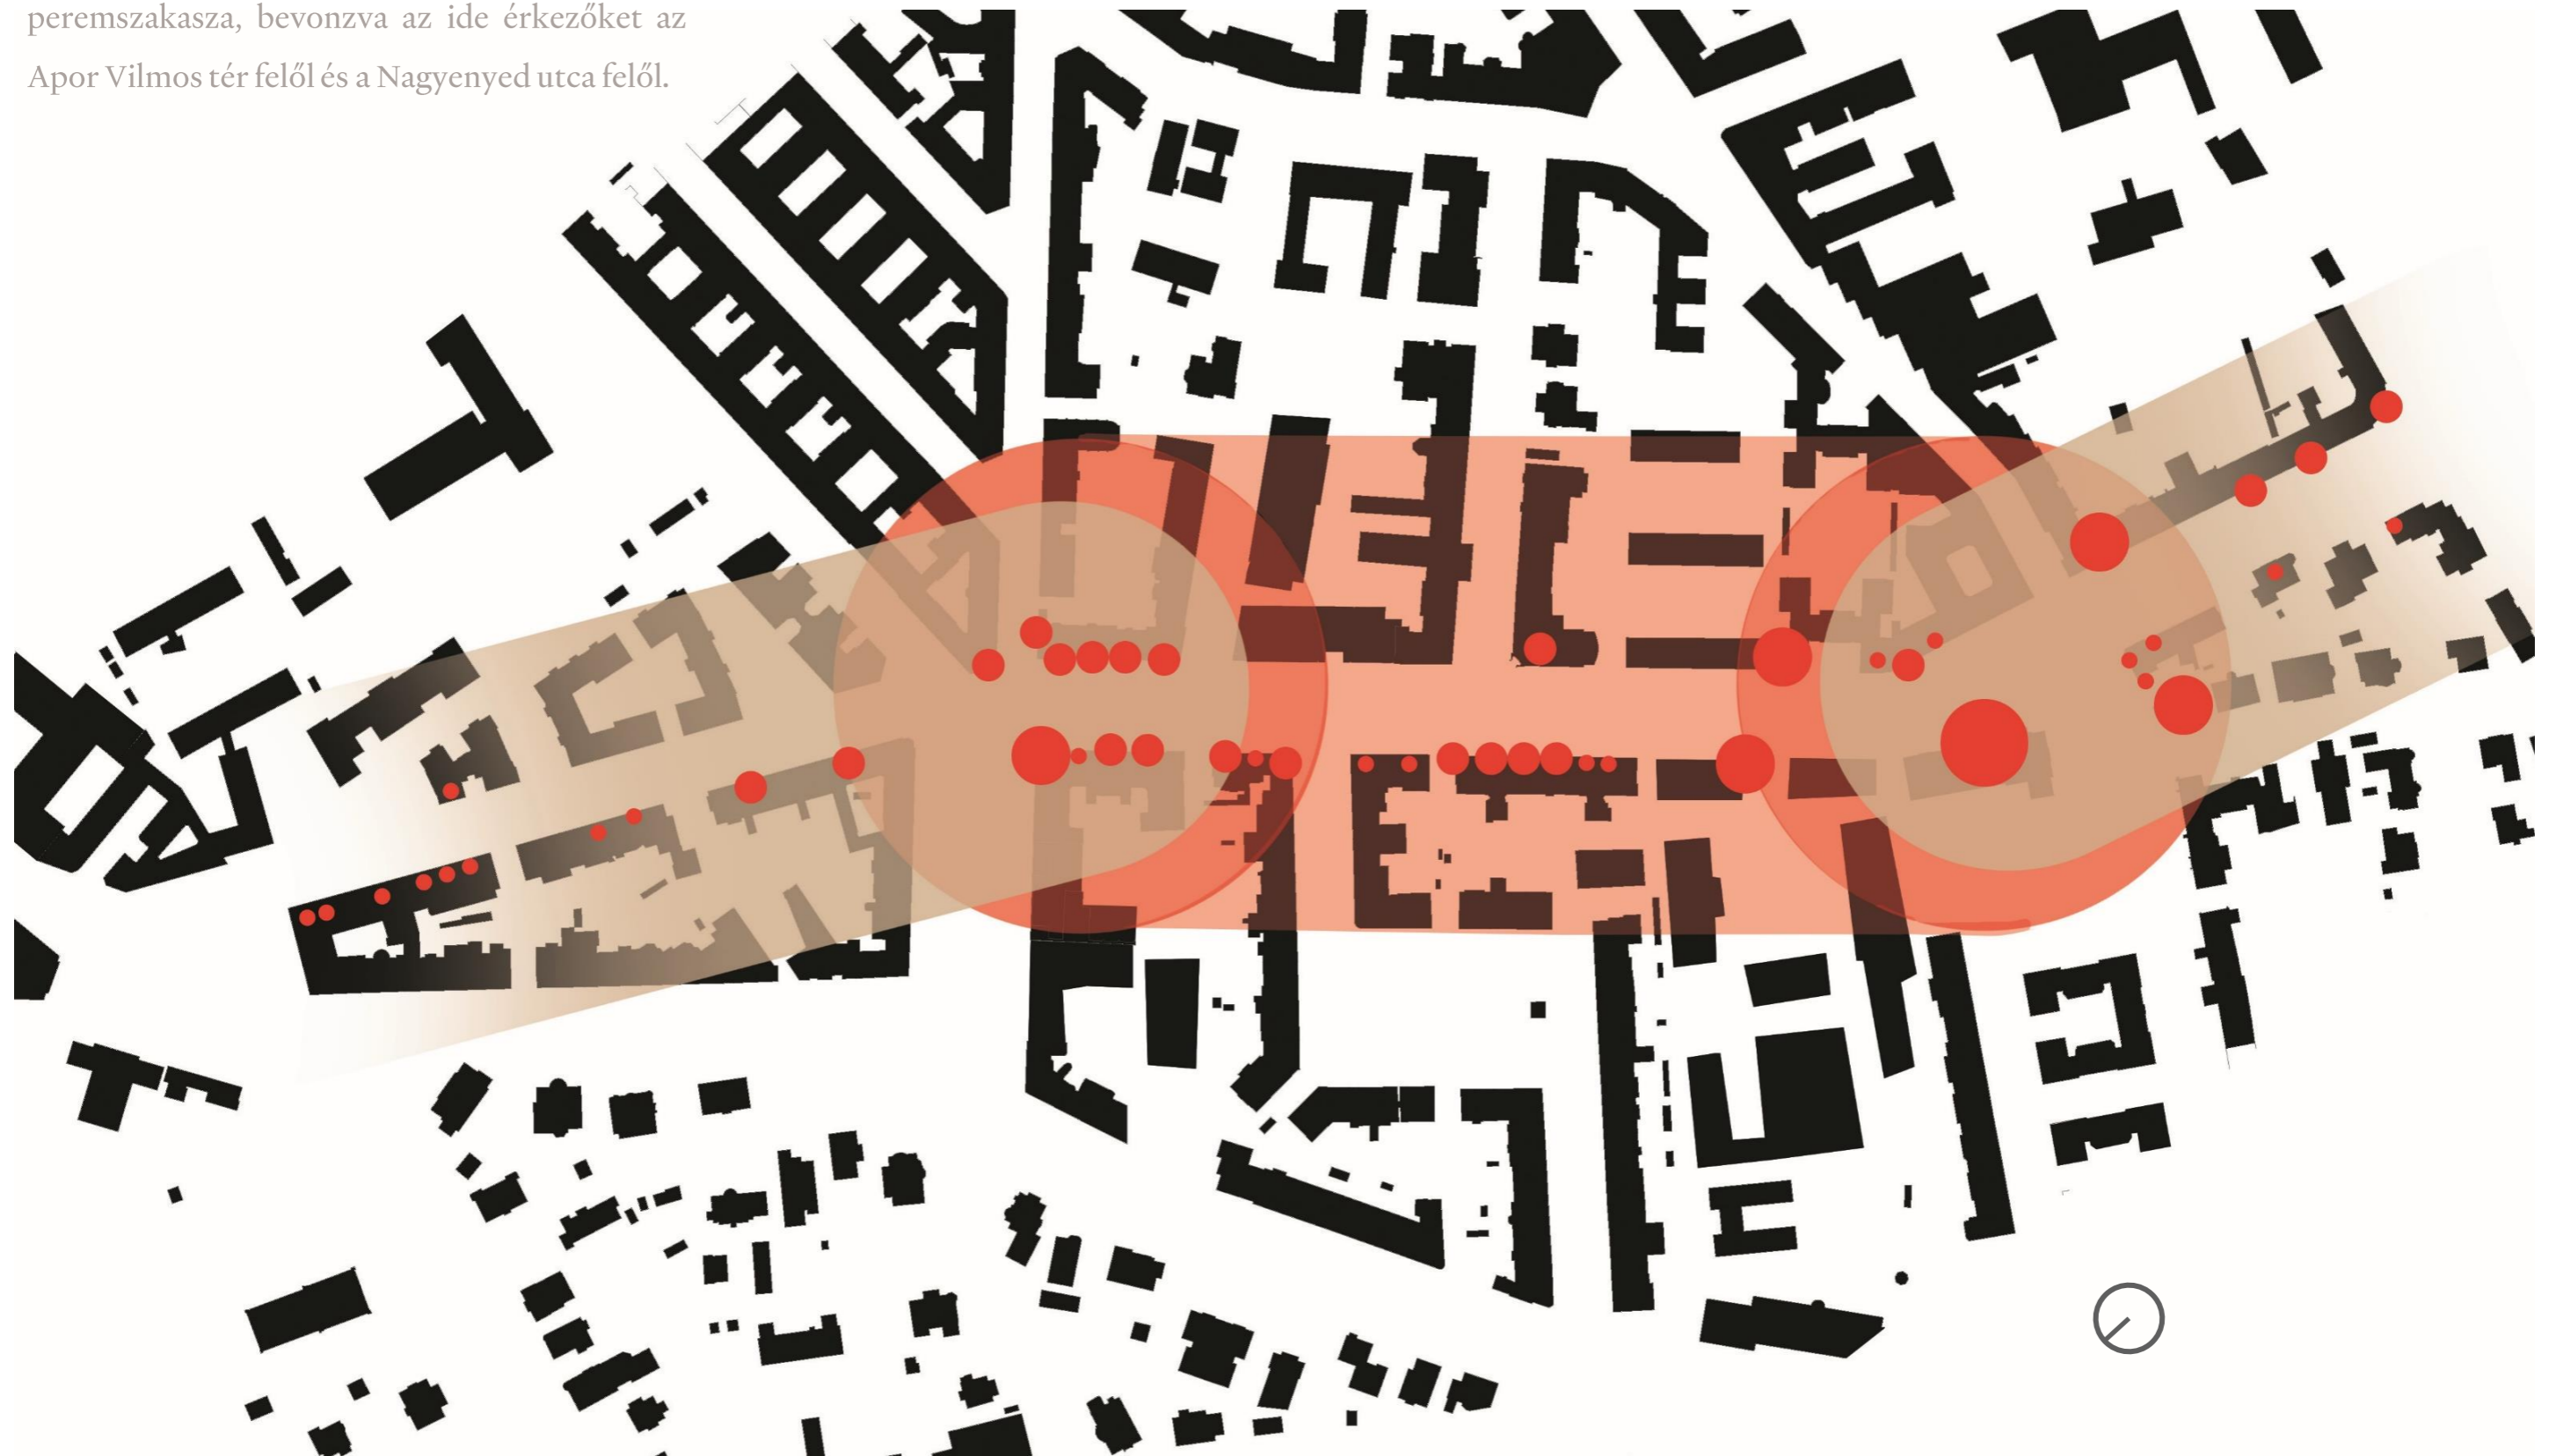 peremszakasza, bevonzva az ide érkezőket az
Apor Vilmos tér felől és a Nagyenyed utca felől.